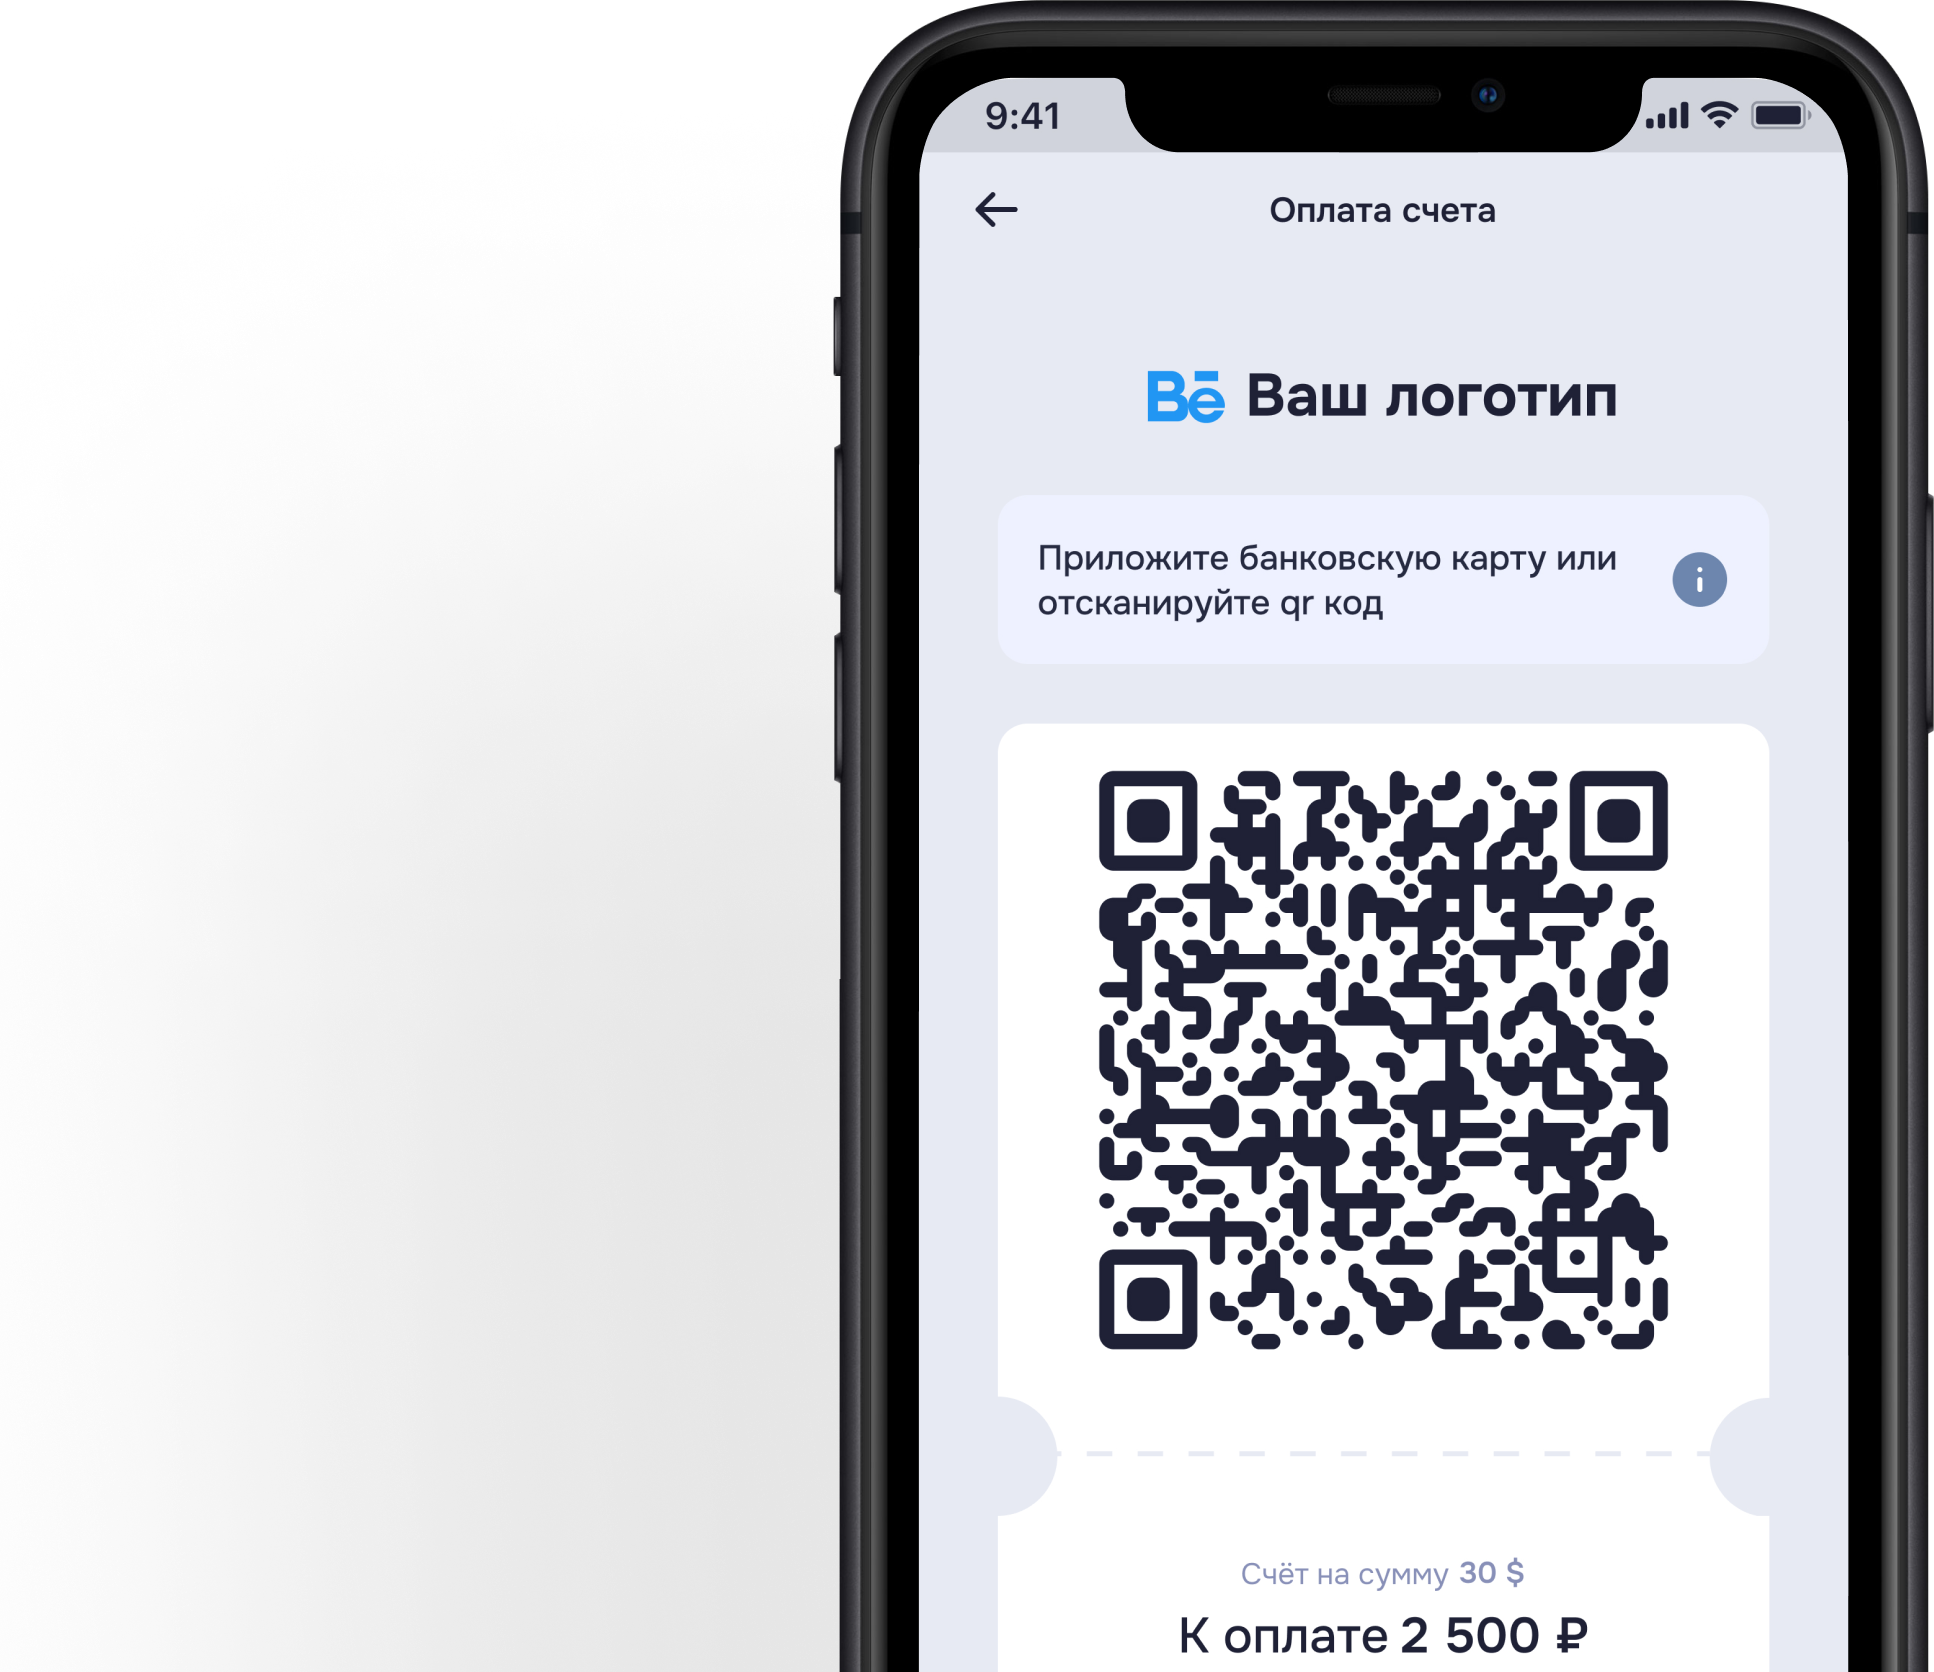 9:41
Оплата счета
Bē Ваш логотип
Приложите банковскую карту или
отсканируйте qr код
Счёт на сумму 30 $
К оплате 2 500 ₽